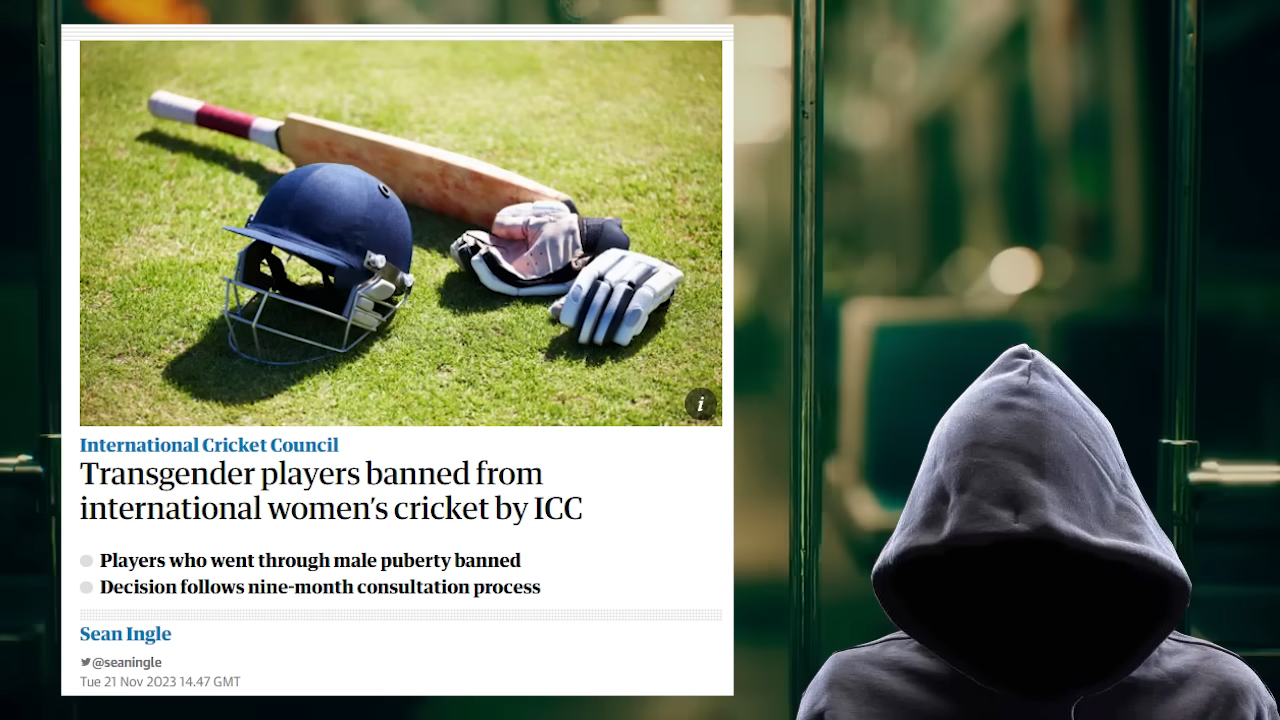 i
International Cricket Council
Transgender players banned from
international women's cricket by ICC
Players who went through male puberty banned
Decision follows nine-month consultation process
Sean Ingle
@seaningle
Tue 21 Nov 2023 14.47 GMT